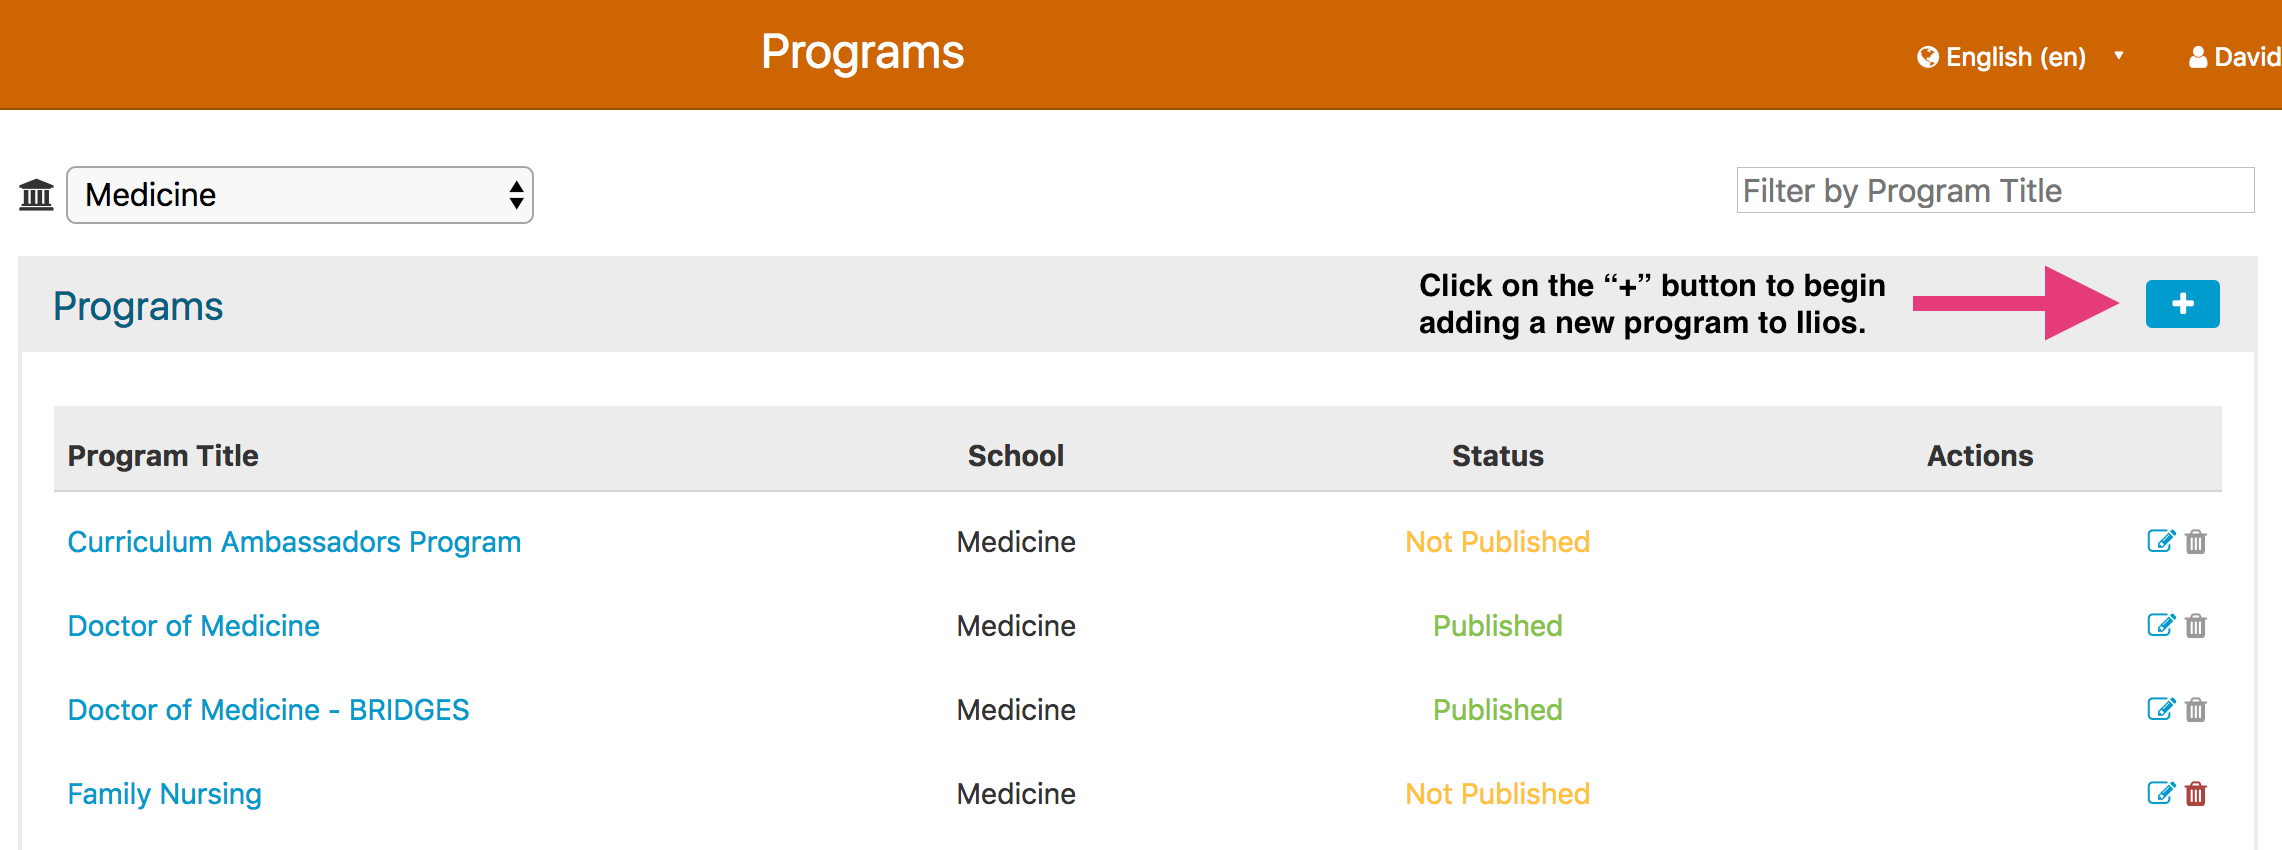 Programs
English (en)
David
Medicine
Filter by Program Title
Programs
Click on the “+” button to begin
adding a new program to Ilios.
+
Program Title School Status Actions
Curriculum Ambassadors Program Medicine Not Published
Doctor of Medicine Medicine Published
Doctor of Medicine - BRIDGES Medicine Published
Family Nursing Medicine Not Published